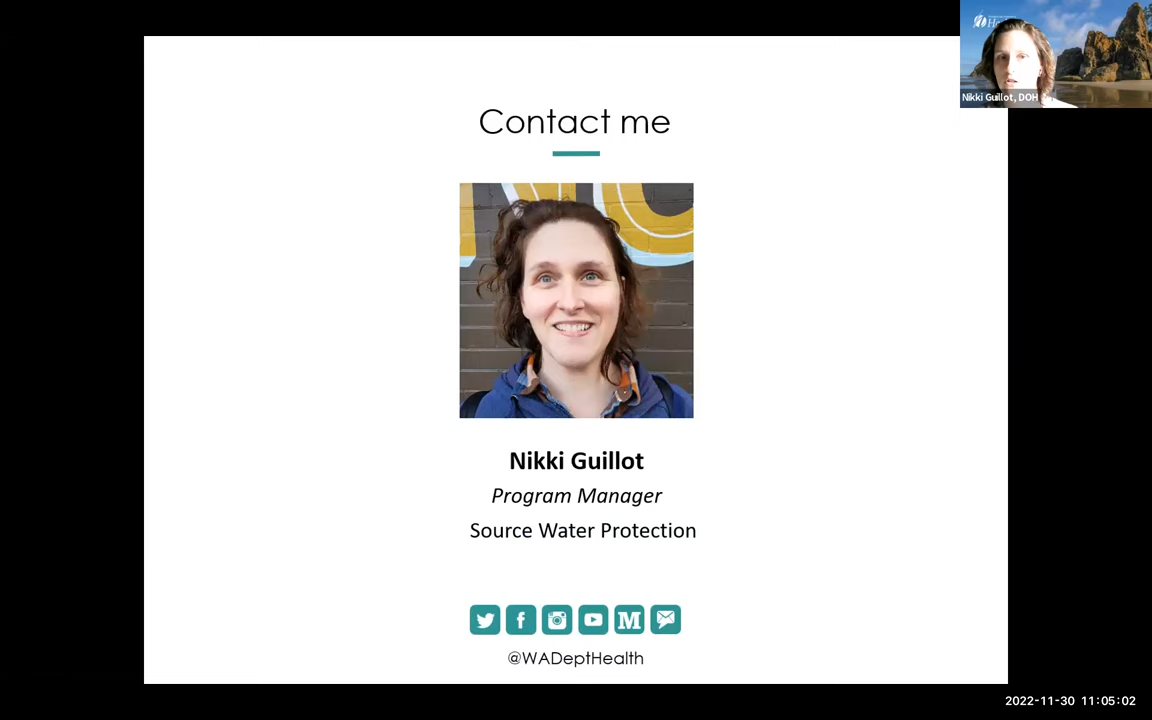 Contact me
Nikki Guillot, DOH
Nikki Guillot
Program Manager
Source Water Protection
@WADeptHealth
2022-11-30 11:05:02